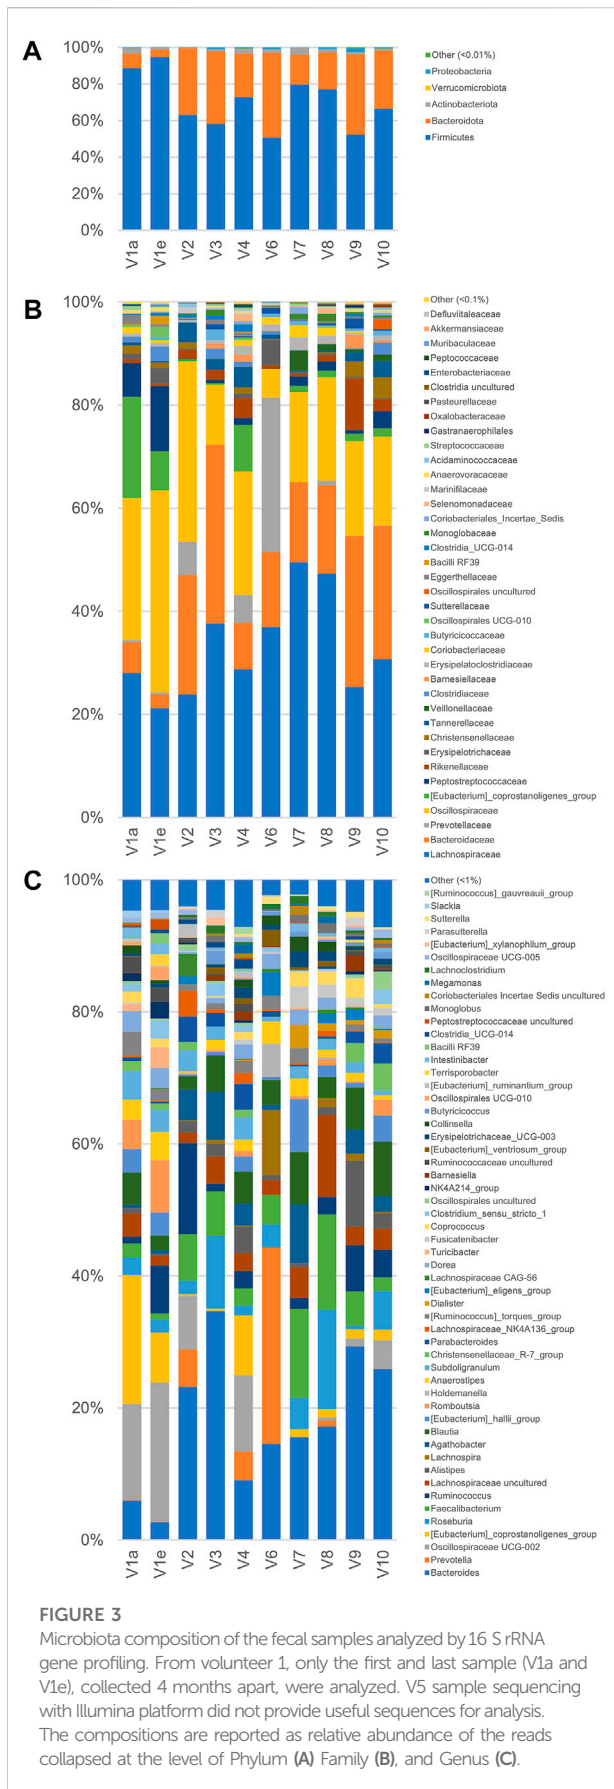 A
100%
80%
60%
40%
20%
0%
V1a
V1e
V2
V3
V4
V6
V7
V8
V9
V10
Other (<0.01%)
Proteobacteria
Verrucomicrobiota
Actinobacteriota
Bacteroidota
Firmicutes
B
100%
80%
60%
40%
20%
0%
V1a
V1e
V2
V3
V4
V6
V7
V8
V9
V10
Other (<0.1%)
Defluviitaleaceae
Akkermansiaceae
Muribaculaceae
Peptococcaceae
Enterobacteriaceae
Clostridia uncultured
Pasteurellaceae
Oxalobacteraceae
Gastranaerophilales
Streptococcaceae
Acidaminococcaceae
Anaerovoracaceae
Marinifilaceae
Selenomonadaceae
Coriobacteriales_Incertae_Sedis
Monoglobaceae
Clostridia_UCG-014
Bacilli RF39
Eggerthellaceae
Oscillospirales uncultured
Sutterellaceae
Oscillospirales UCG-010
Butyricicoccaceae
Coriobacteriaceae
Erysipelatoclostridiaceae
Barnesiellaceae
Clostridiaceae
Veillonellaceae
Tannerellaceae
Christensenellaceae
Erysipelotrichaceae
Rikenellaceae
Peptostreptococcaceae
[Eubacterium]_coprostanoligenes_group
Oscillospiraceae
Prevotellaceae
Bacteroidaceae
Lachnospiraceae
C
100%
80%
60%
40%
20%
0%
V1a
V1e
V2
V3
V4
V6
V7
V8
V9
V10
Other (<1%)
[Ruminococcus]_gauvreauii_group
Slackia
Sutterella
Parasutterella
[Eubacterium]_xylanophilum_group
Oscillospiraceae UCG-005
Lachnoclostridium
Megamonas
Coriobacteriales Incertae Sedis uncultured
Monoglobus
Peptostreptococcaceae uncultured
Clostridia_UCG-014
Bacilli RF39
Intestinibacter
Terrisporobacter
[Eubacterium]_ruminantium_group
Oscillospirales UCG-010
Butyricicoccus
Collinsella
Erysipelotrichaceae_UCG-003
[Eubacterium]_ventriosum_group
Ruminococcaceae uncultured
Barnesiella
NK4A214_group
Oscillospirales uncultured
Clostridium_sensu_stricto_1
Coprococcus
Fusicatenibacter
Turicibacter
Dorea
Lachnospiraceae CAG-56
[Eubacterium]_eligens_group
Dialister
[Ruminococcus]_torques_group
Lachnospiraceae_NK4A136_group
Parabacteroides
Christensenellaceae_R-7_group
Subdoligranulum
Anaerostipes
Holdemanella
Romboutsia
[Eubacterium]_hallii_group
Blautia
Agathobacter
Lachnospira
Alistipes
Lachnospiraceae uncultured
Ruminococcus
Faecalibacterium
Roseburia
[Eubacterium]_coprostanoligenes_group
Oscillospiraceae UCG-002
Prevotella
Bacteroides
FIGURE 3
Microbiota composition of the fecal samples analyzed by 16 S rRNA
gene profiling. From volunteer 1, only the first and last sample (V1a and
V1e), collected 4 months apart, were analyzed. V5 sample sequencing
with Illumina platform did not provide useful sequences for analysis.
The compositions are reported as relative abundance of the reads
collapsed at the level of Phylum (A) Family (B), and Genus (C).